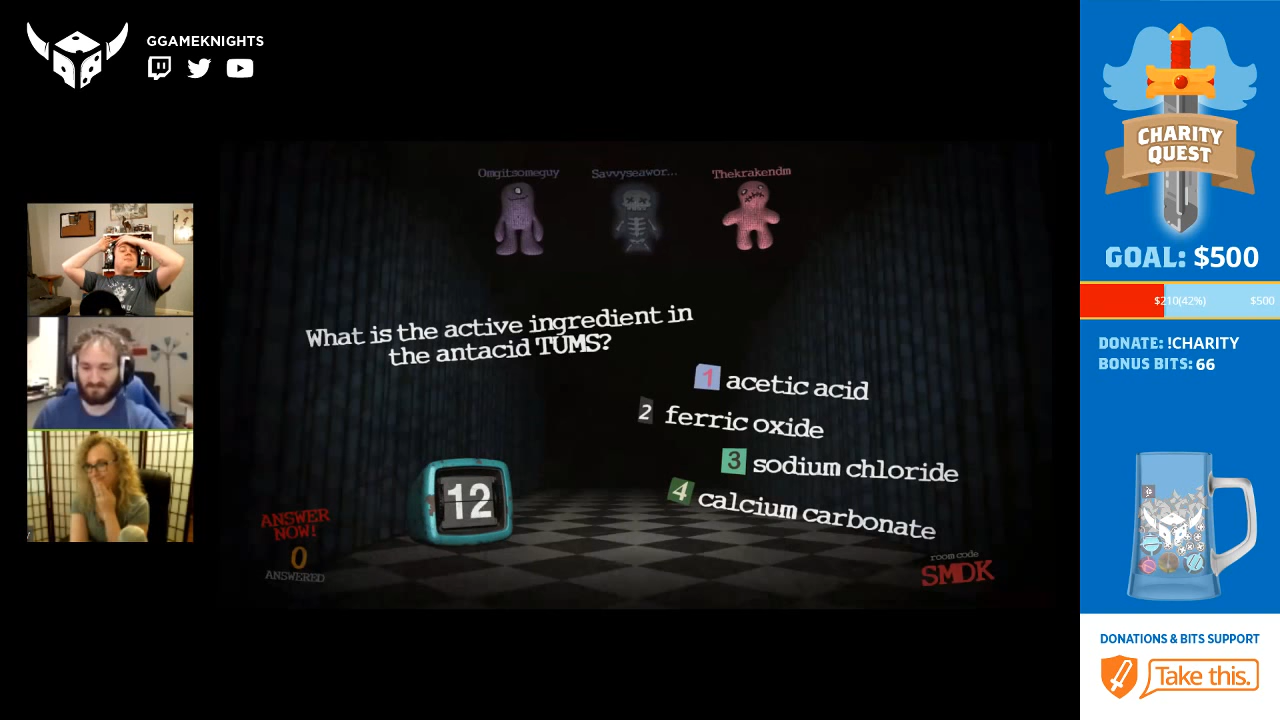 GGAMEKNIGHTS
Omgitsomeguy
Savvyseawor...
Thekrakendm
What is the active ingredient in
the antacid TUMS?
1 acetic acid
2 ferric oxide
3 sodium chloride
4 calcium carbonate
12
ANSWER
NOW!
0
ANSWERED
room code
SMDK
CHARITY
QUEST
GOAL: $500
$210(42%) $500
DONATE: !CHARITY
BONUS BITS: 66
DONATIONS & BITS SUPPORT
Take this.